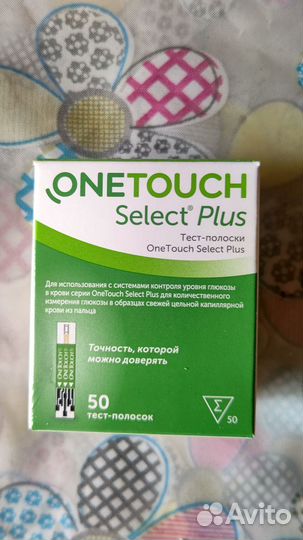 ONETOUCH
Select® Plus
Тест-полоски
OneTouch Select Plus
Для использования с системами контроля уровня глюкозы
в крови серии OneTouch Select Plus для количественного
измерения глюкозы в образцах свежей цельной капиллярной
крови из пальца
Точность, которой
можно доверять
ONETOUCH
ONETOUCH
50
тест-полосок
Σ
50
Avito